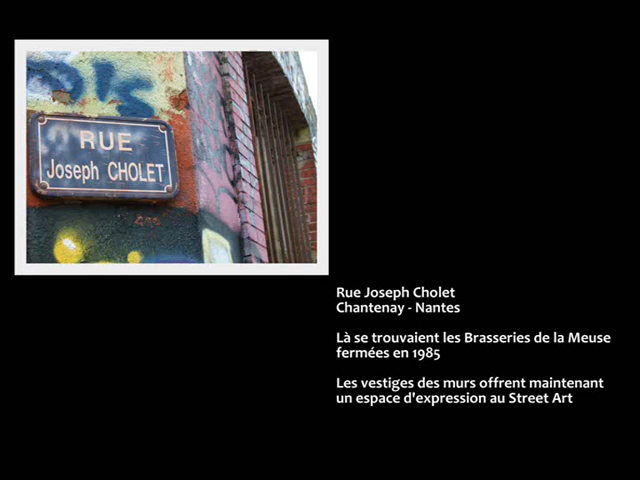 RUE
Joseph CHOLET
Rue Joseph Cholet
Chantenay - Nantes
Là se trouvaient les Brasseries de la Meuse
fermées en 1985
Les vestiges des murs offrent maintenant
un espace d'expression au Street Art